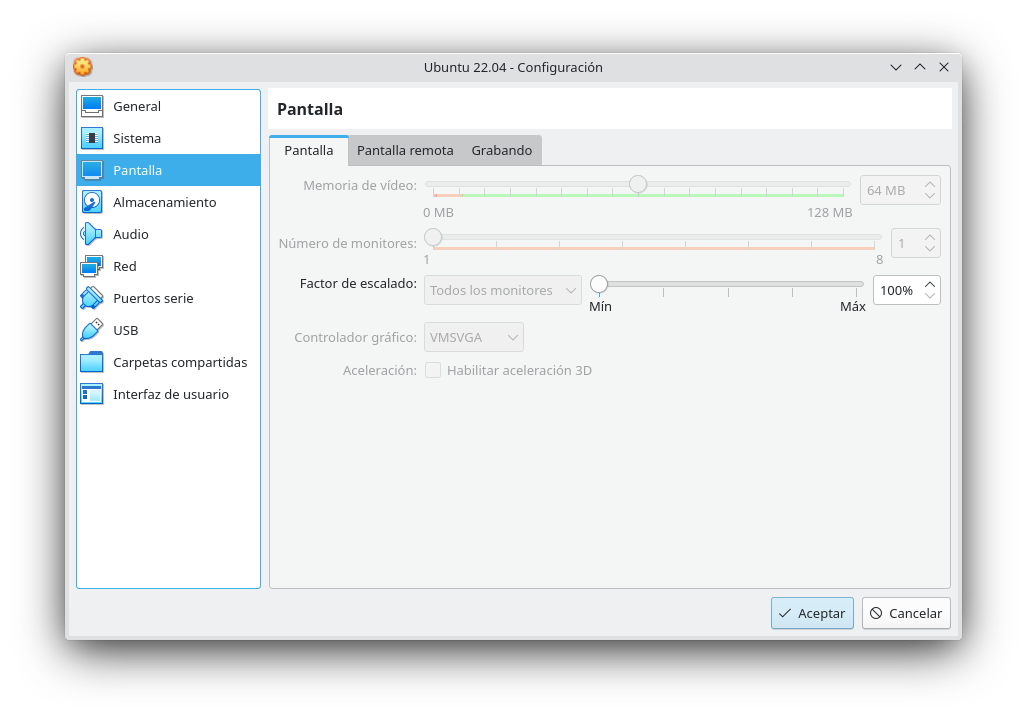 Ubuntu 22.04 - Configuración
General
Sistema
Pantalla
Almacenamiento
Audio
Red
Puertos serie
USB
Carpetas compartidas
Interfaz de usuario
Pantalla
Pantalla Pantalla remota Grabando
Memoria de vídeo: 64 MB
0 MB 128 MB
Número de monitores: 1
1 8
Factor de escalado: Todos los monitores 100%
Mín Máx
Controlador gráfico: VMSVGA
Aceleración: Habilitar aceleración 3D
Aceptar Cancelar